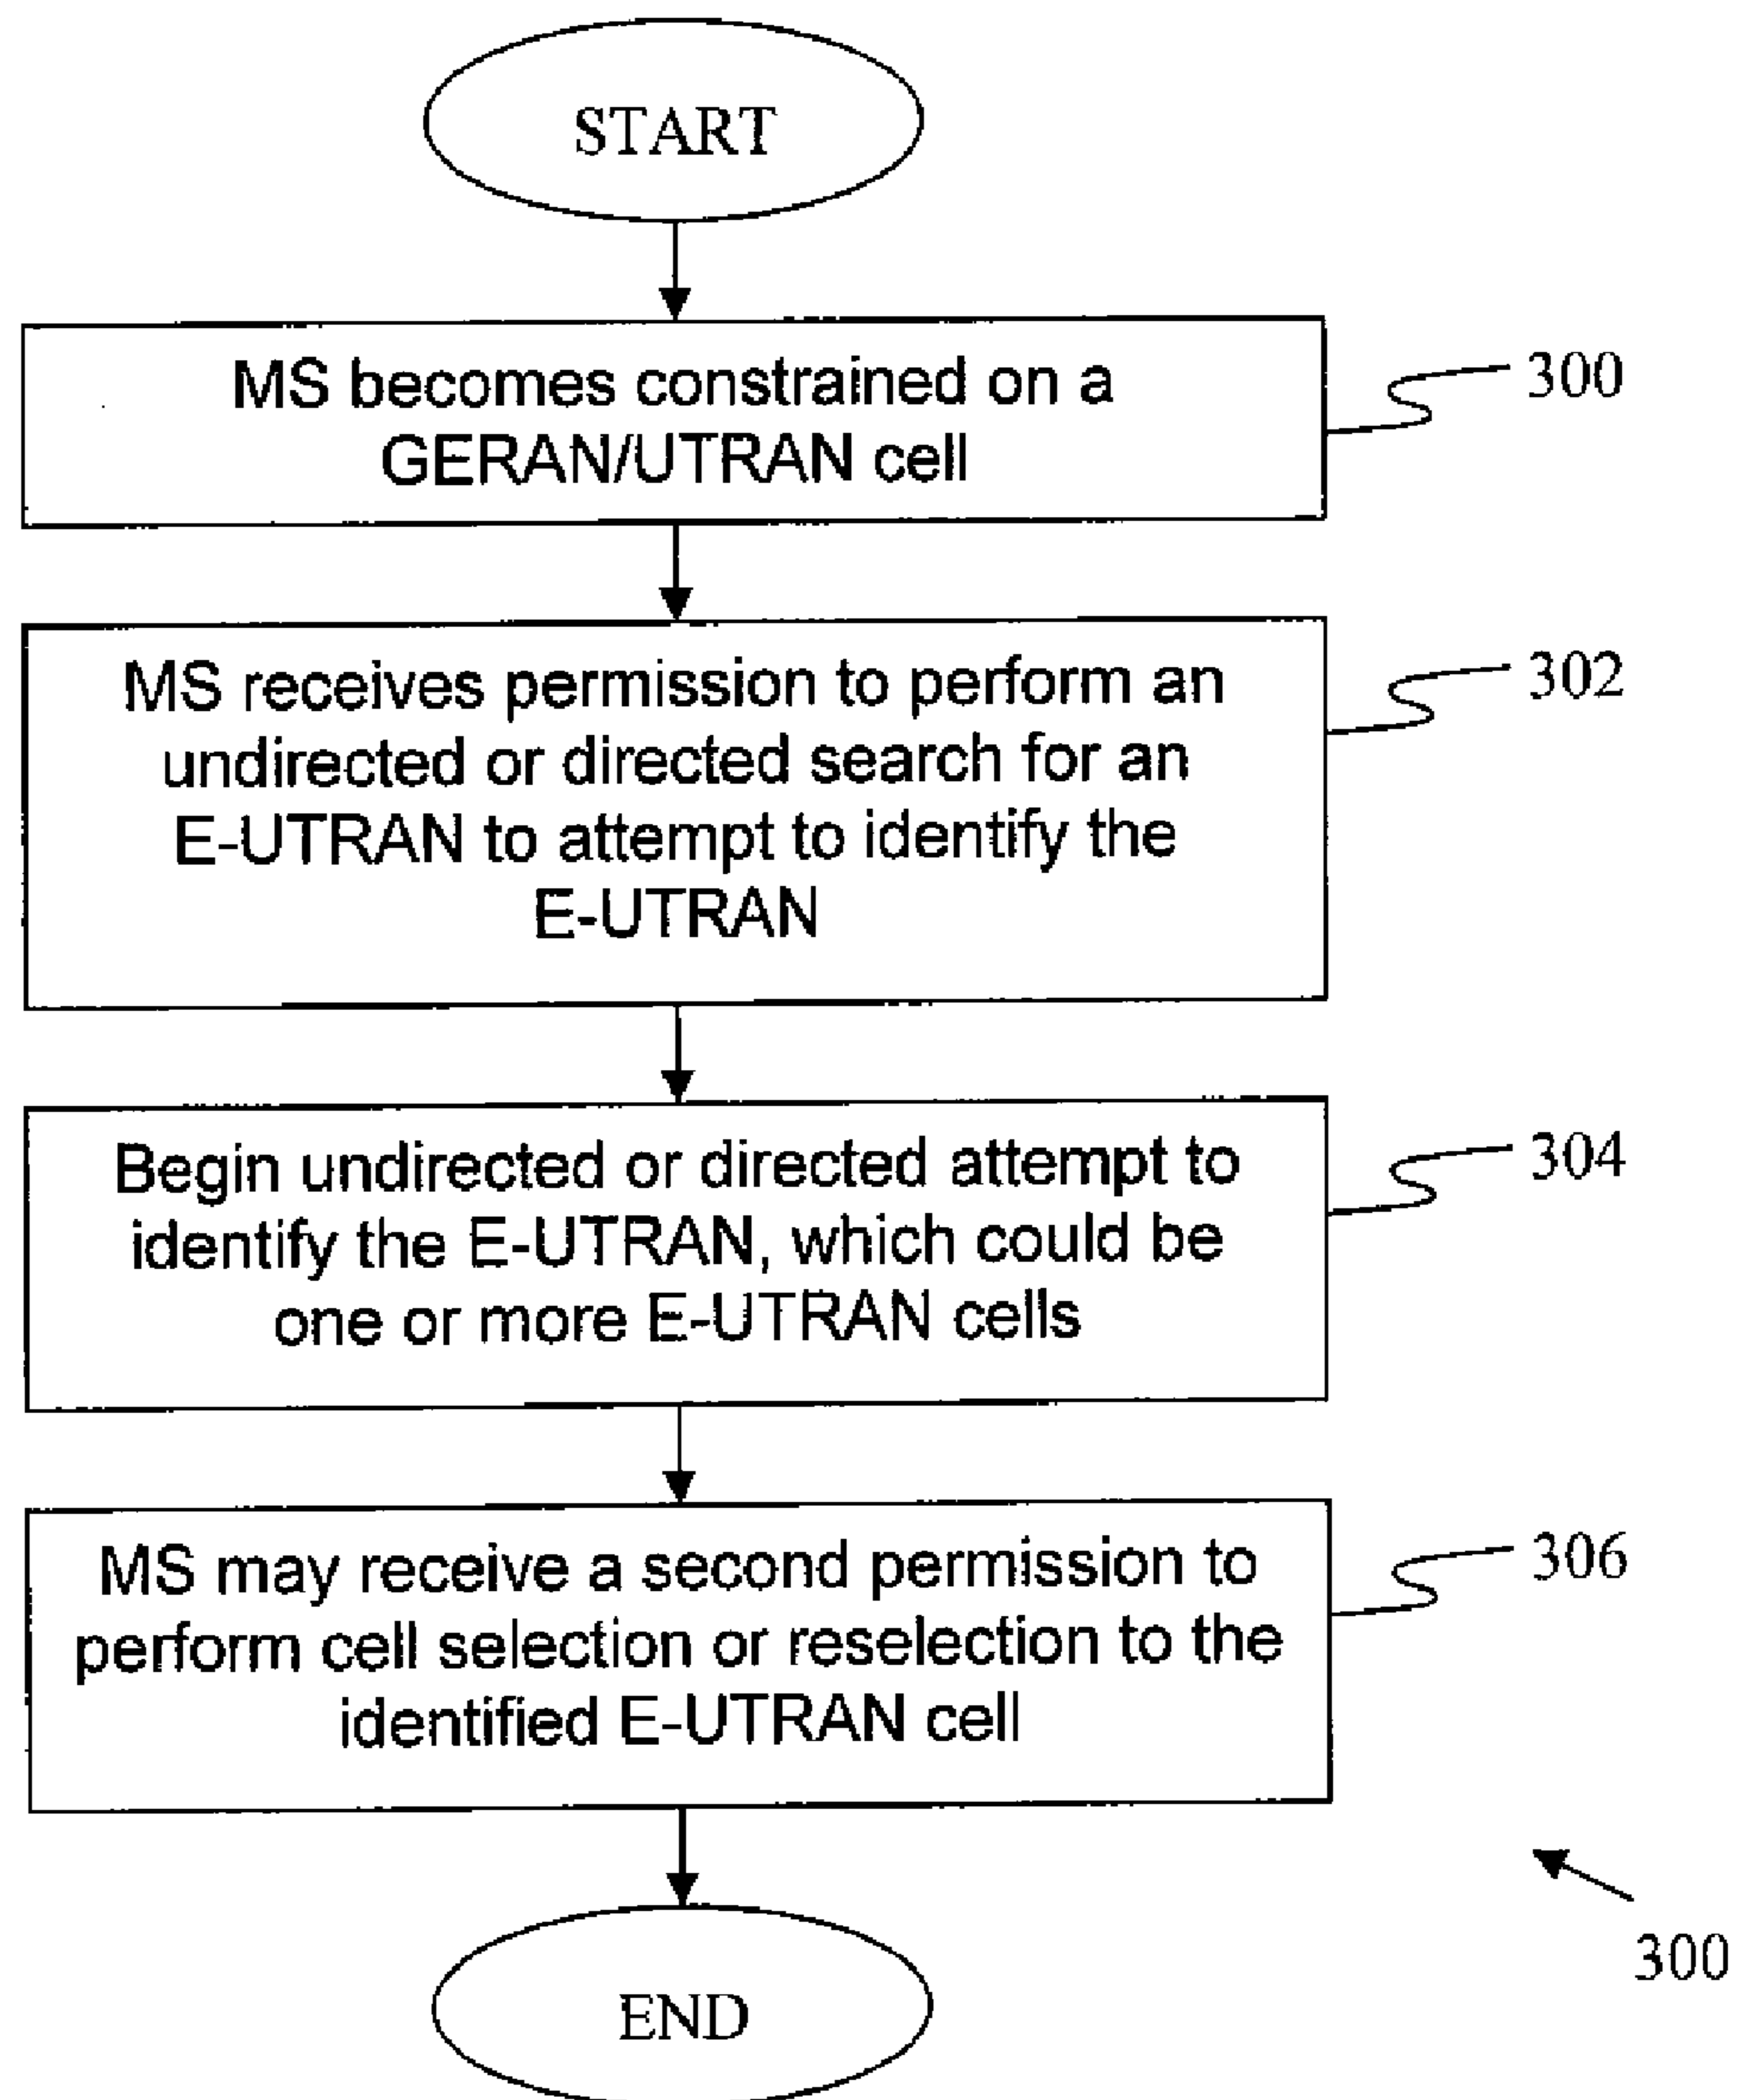 START
MS becomes constrained on a
GERAN/UTRAN cell
300
MS receives permission to perform an
undirected or directed search for an
E-UTRAN to attempt to identify the
E-UTRAN
302
Begin undirected or directed attempt to
identify the E-UTRAN, which could be
one or more E-UTRAN cells
304
MS may receive a second permission to
perform cell selection or reselection to the
identified E-UTRAN cell
306
300
END